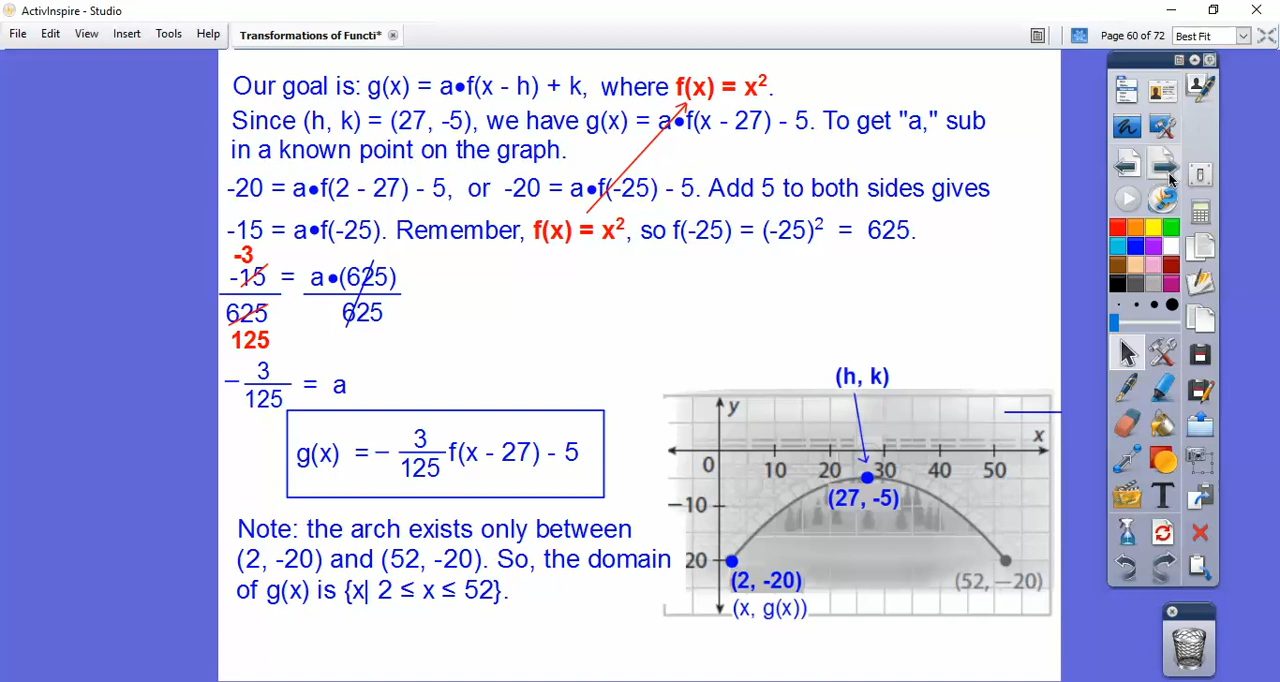 ActivInspire - Studio
File Edit View Insert Tools Help Transformations of Functi* Page 60 of 72 Best Fit
Our goal is: g(x) = a•f(x - h) + k, where f(x) = x².
Since (h, k) = (27, -5), we have g(x) = a•f(x - 27) - 5. To get "a," sub
in a known point on the graph.
-20 = a•f(2 - 27) - 5, or -20 = a•f(-25) - 5. Add 5 to both sides gives
-15 = a•f(-25). Remember, f(x) = x², so f(-25) = (-25)² = 625.
-3
-15 = a•(625)
625 625
125
− 3/125 = a
g(x) = − 3/125 f(x - 27) - 5
Note: the arch exists only between
(2, -20) and (52, -20). So, the domain
of g(x) is {x| 2 ≤ x ≤ 52}.
(h, k)
y
x
0 10 20 30 40 50
(27, -5)
−10
20
(2, -20)
(52, −20)
(x, g(x))
T